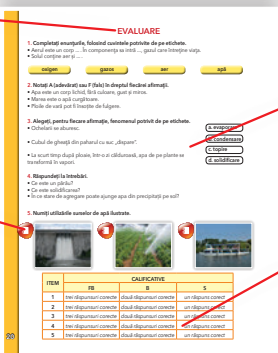 EVALUARE
1. Completați enunțurile, folosind cuvintele potrivite de pe etichete.
• Aerul este un corp .... În componența sa intră..., gazul care întreține viața.
• Solul conține aer și ....
oxigen gazos aer apă
2. Notați A (adevărat) sau F (fals) în dreptul fiecărei afirmații.
• Apa este un corp lichid, fără culoare, gust și miros.
• Marea este o apă curgătoare.
• Ploile de vară pot fi însoțite de fulgere.
3. Alegeți, pentru fiecare afirmație, fenomenul potrivit de pe etichete.
• Ochelarii se aburesc.
a. evaporare
b. condensare
• Cubul de gheață din paharul cu suc „dispare”.
c. topire
• La scurt timp după ploaie, într-o zi călduroasă, apa de pe plante se
transformă în vapori.
d. solidificare
4. Răspundeți la întrebări.
• Ce este un pârâu?
• Ce este solidificarea?
• În ce stare de agregare poate ajunge apa din precipitații pe sol?
5. Numiți utilizările surselor de apă ilustrate.
ITEM CALIFICATIVE
FB B S
1 trei răspunsuri corecte două răspunsuri corecte un răspuns corect
2 trei răspunsuri corecte două răspunsuri corecte un răspuns corect
3 trei răspunsuri corecte două răspunsuri corecte un răspuns corect
4 trei răspunsuri corecte două răspunsuri corecte un răspuns corect
5 trei răspunsuri corecte două răspunsuri corecte un răspuns corect